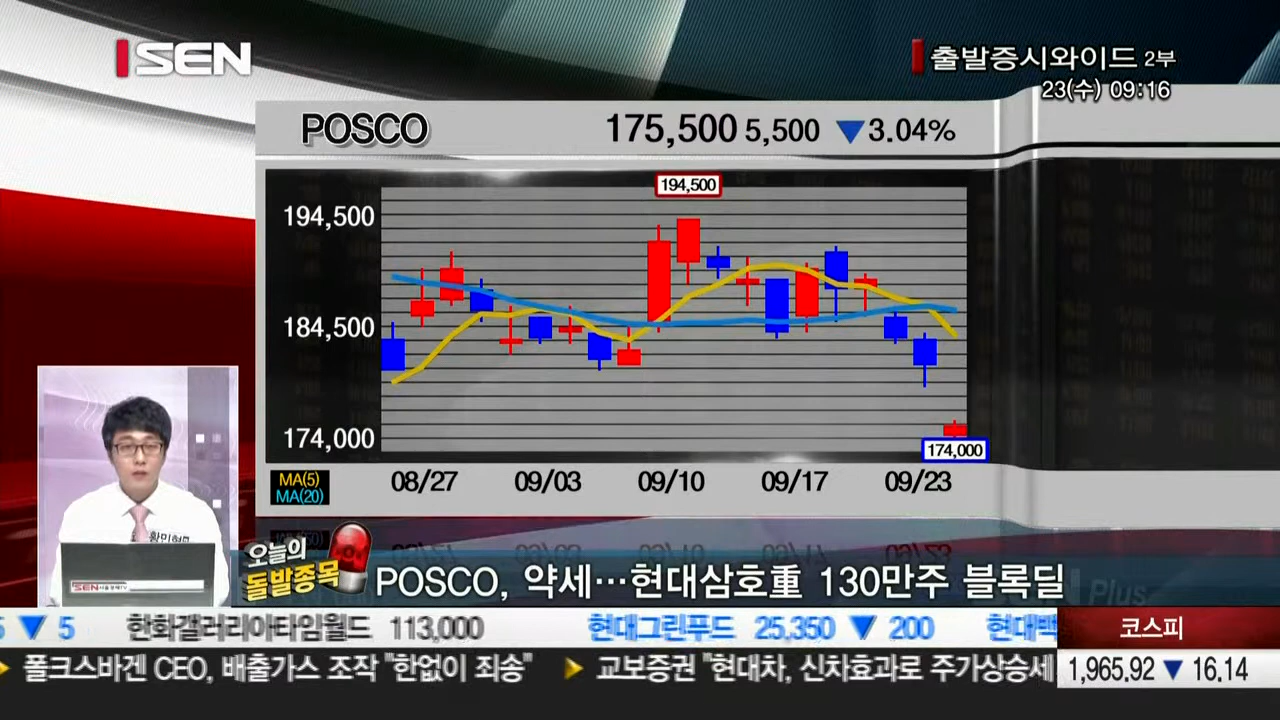 SEN
출발증시와이드 2부
23(수) 09:16
POSCO 175,500 5,500 ▼3.04%
194,500
194,500
184,500
174,000
174,000
MA(5)
MA(20)
08/27 09/03 09/10 09/17 09/23
오늘의
돌발종목
POSCO, 약세…현대삼호重 130만주 블록딜
Plus
SEN
5 ▼ 5 한화갤러리아타임월드 113,000 현대그린푸드 25,350 ▼ 200 현대백
코스피
폴크스바겐 CEO, 배출가스 조작 "한없이 죄송" 교보증권 "현대차, 신차효과로 주가상승세
1,965.92 ▼ 16.14